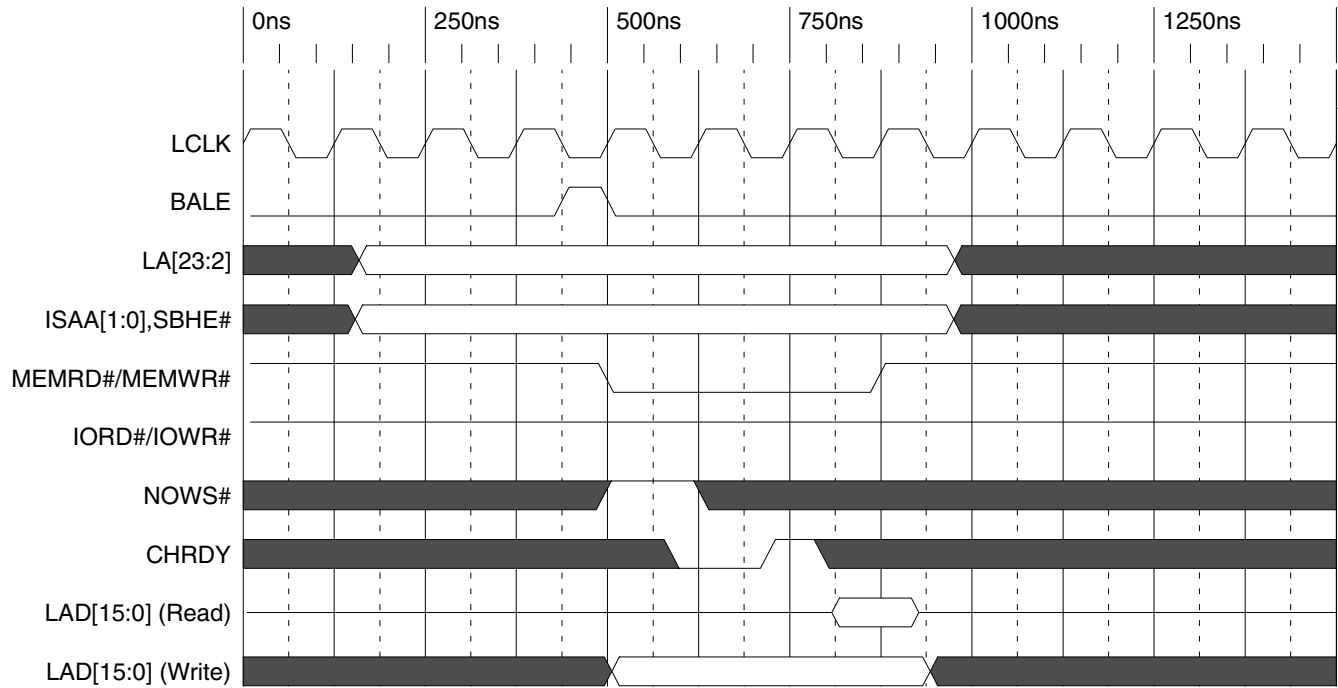 0ns 250ns 500ns 750ns 1000ns 1250ns
LCLK
BALE
LA[23:2]
ISAA[1:0],SBHE#
MEMRD#/MEMWR#
IORD#/IOWR#
NOWS#
CHRDY
LAD[15:0] (Read)
LAD[15:0] (Write)